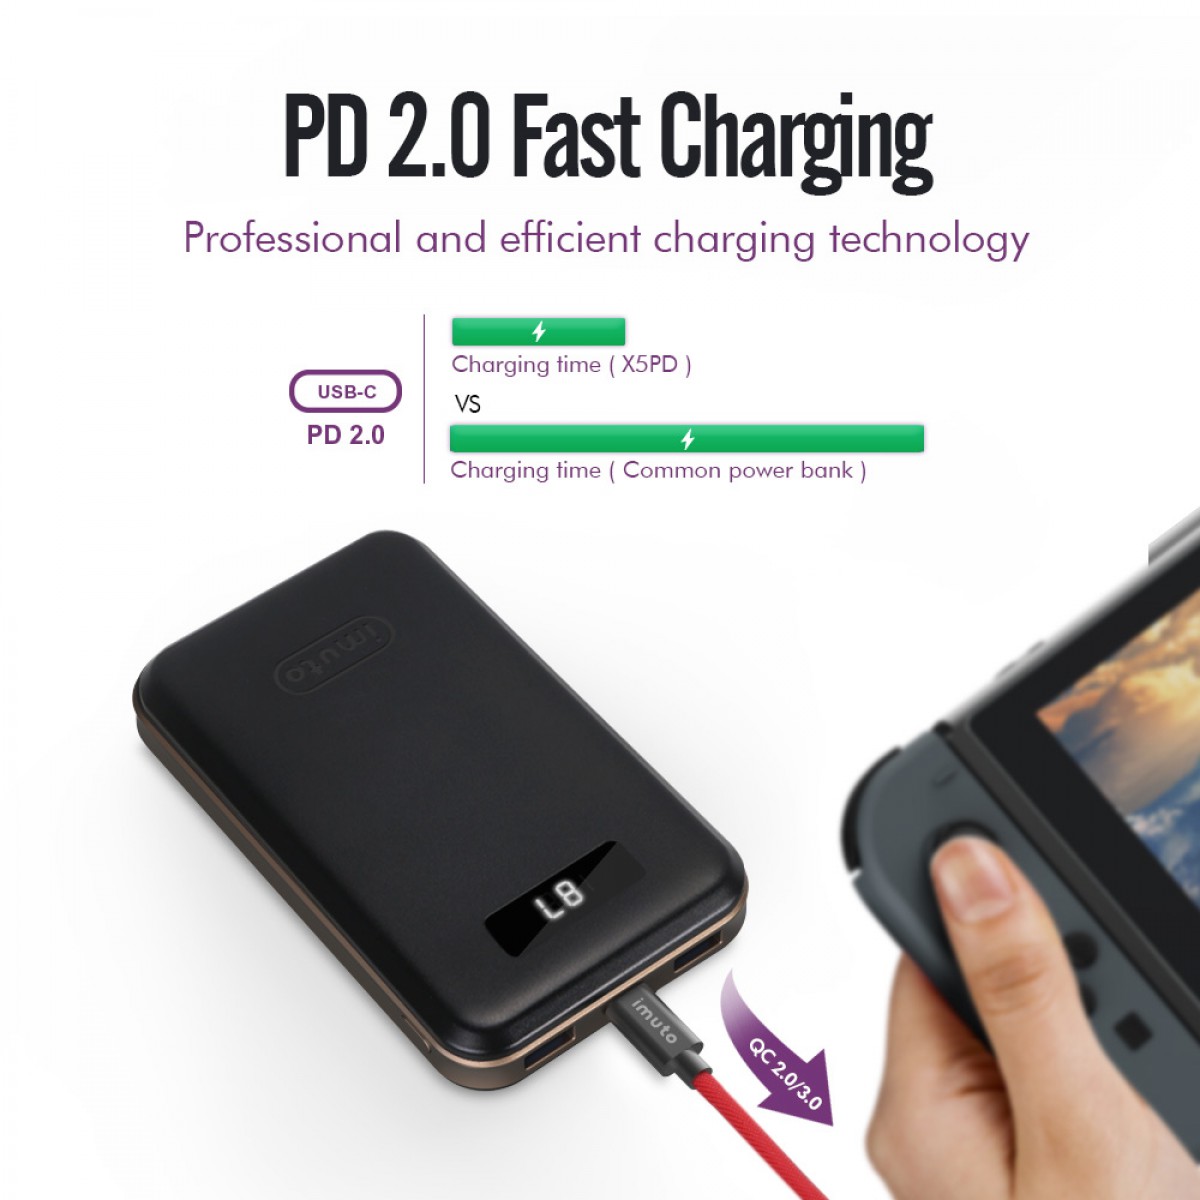 PD 2.0 Fast Charging
Professional and efficient charging technology
USB-C
PD 2.0
Charging time ( X5PD )
VS
Charging time ( Common power bank )
imuto
87
imuto
QC 2.0/3.0